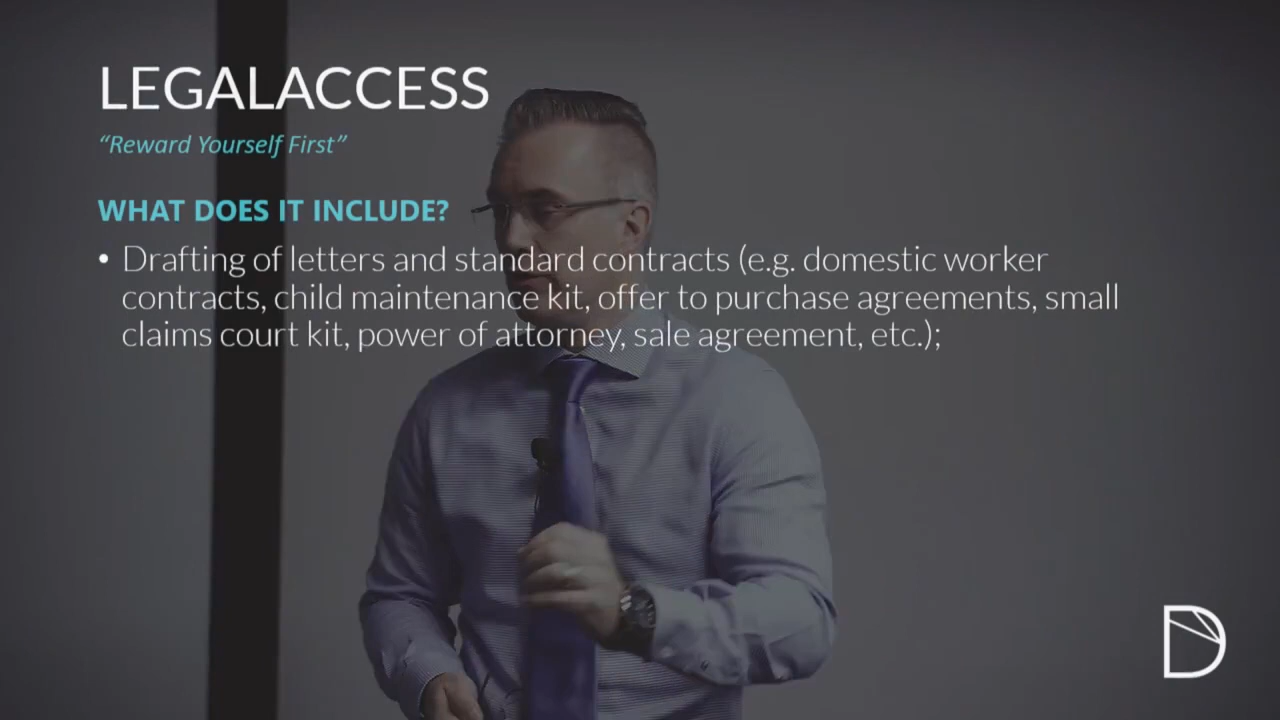 LEGALACCESS
“Reward Yourself First”
WHAT DOES IT INCLUDE?
• Drafting of letters and standard contracts (e.g. domestic worker
contracts, child maintenance kit, offer to purchase agreements, small
claims court kit, power of attorney, sale agreement, etc.);